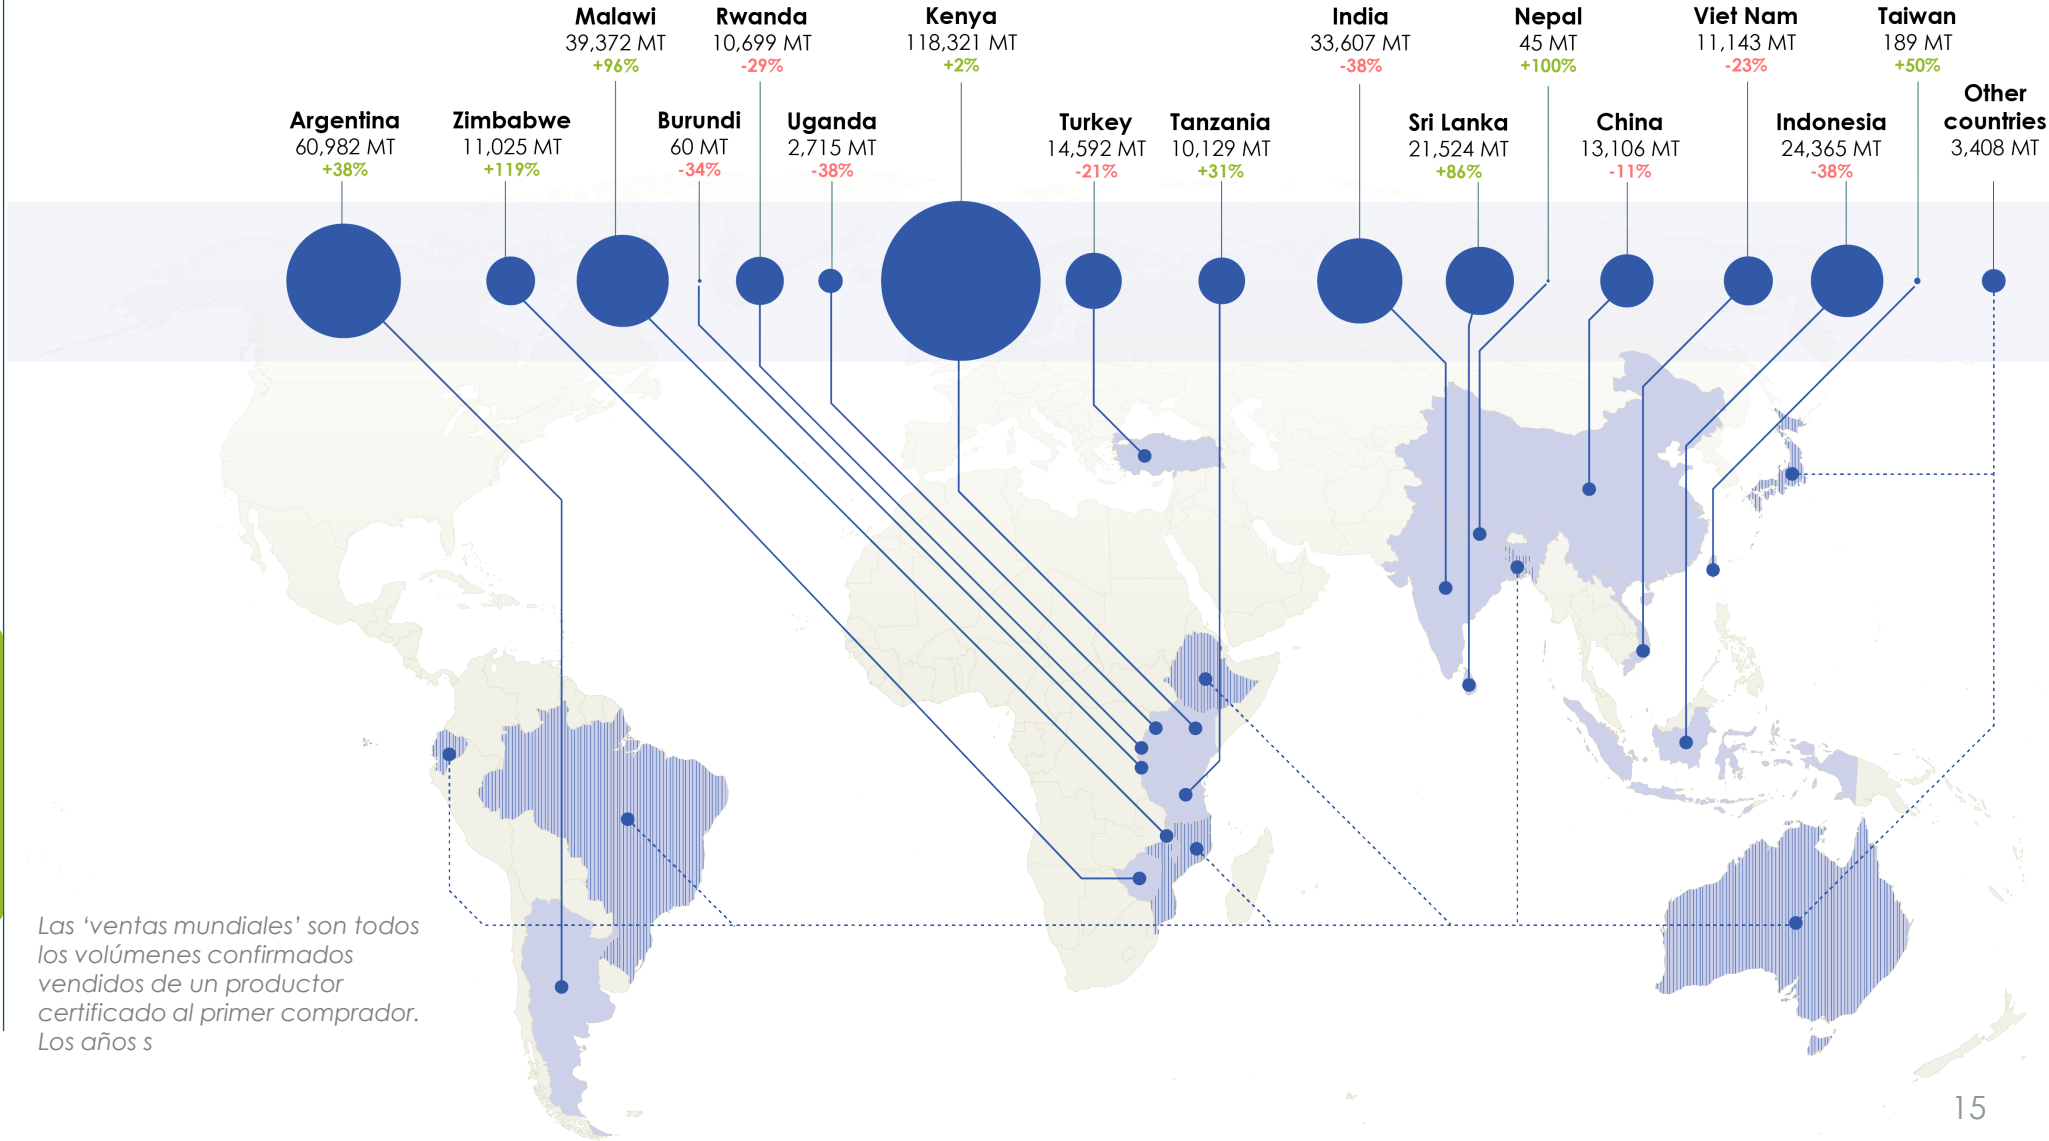 Malawi
39,372 MT
+96%
Rwanda
10,699 MT
-29%
Kenya
118,321 MT
+2%
India
33,607 MT
-38%
Nepal
45 MT
+100%
Viet Nam
11,143 MT
-23%
Taiwan
189 MT
+50%
Argentina
60,982 MT
+38%
Zimbabwe
11,025 MT
+119%
Burundi
60 MT
-34%
Uganda
2,715 MT
-38%
Turkey
14,592 MT
-21%
Tanzania
10,129 MT
+31%
Sri Lanka
21,524 MT
+86%
China
13,106 MT
-11%
Indonesia
24,365 MT
-38%
Other
countries
3,408 MT
Las ‘ventas mundiales’ son todos
los volúmenes confirmados
vendidos de un productor
certificado al primer comprador.
Los años s
15